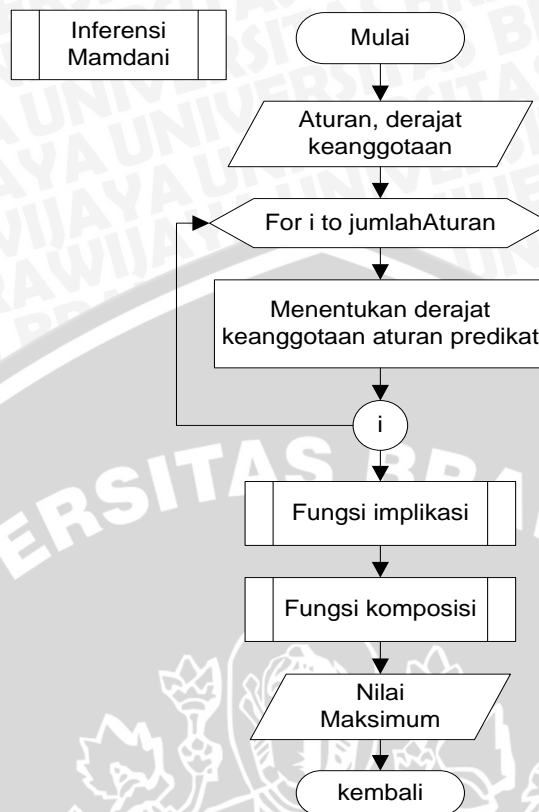 Inferensi
Mamdani
Mulai
Aturan, derajat
keanggotaan
For i to jumlahAturan
Menentukan derajat
keanggotaan aturan predikat
i
Fungsi implikasi
Fungsi komposisi
Nilai
Maksimum
kembali